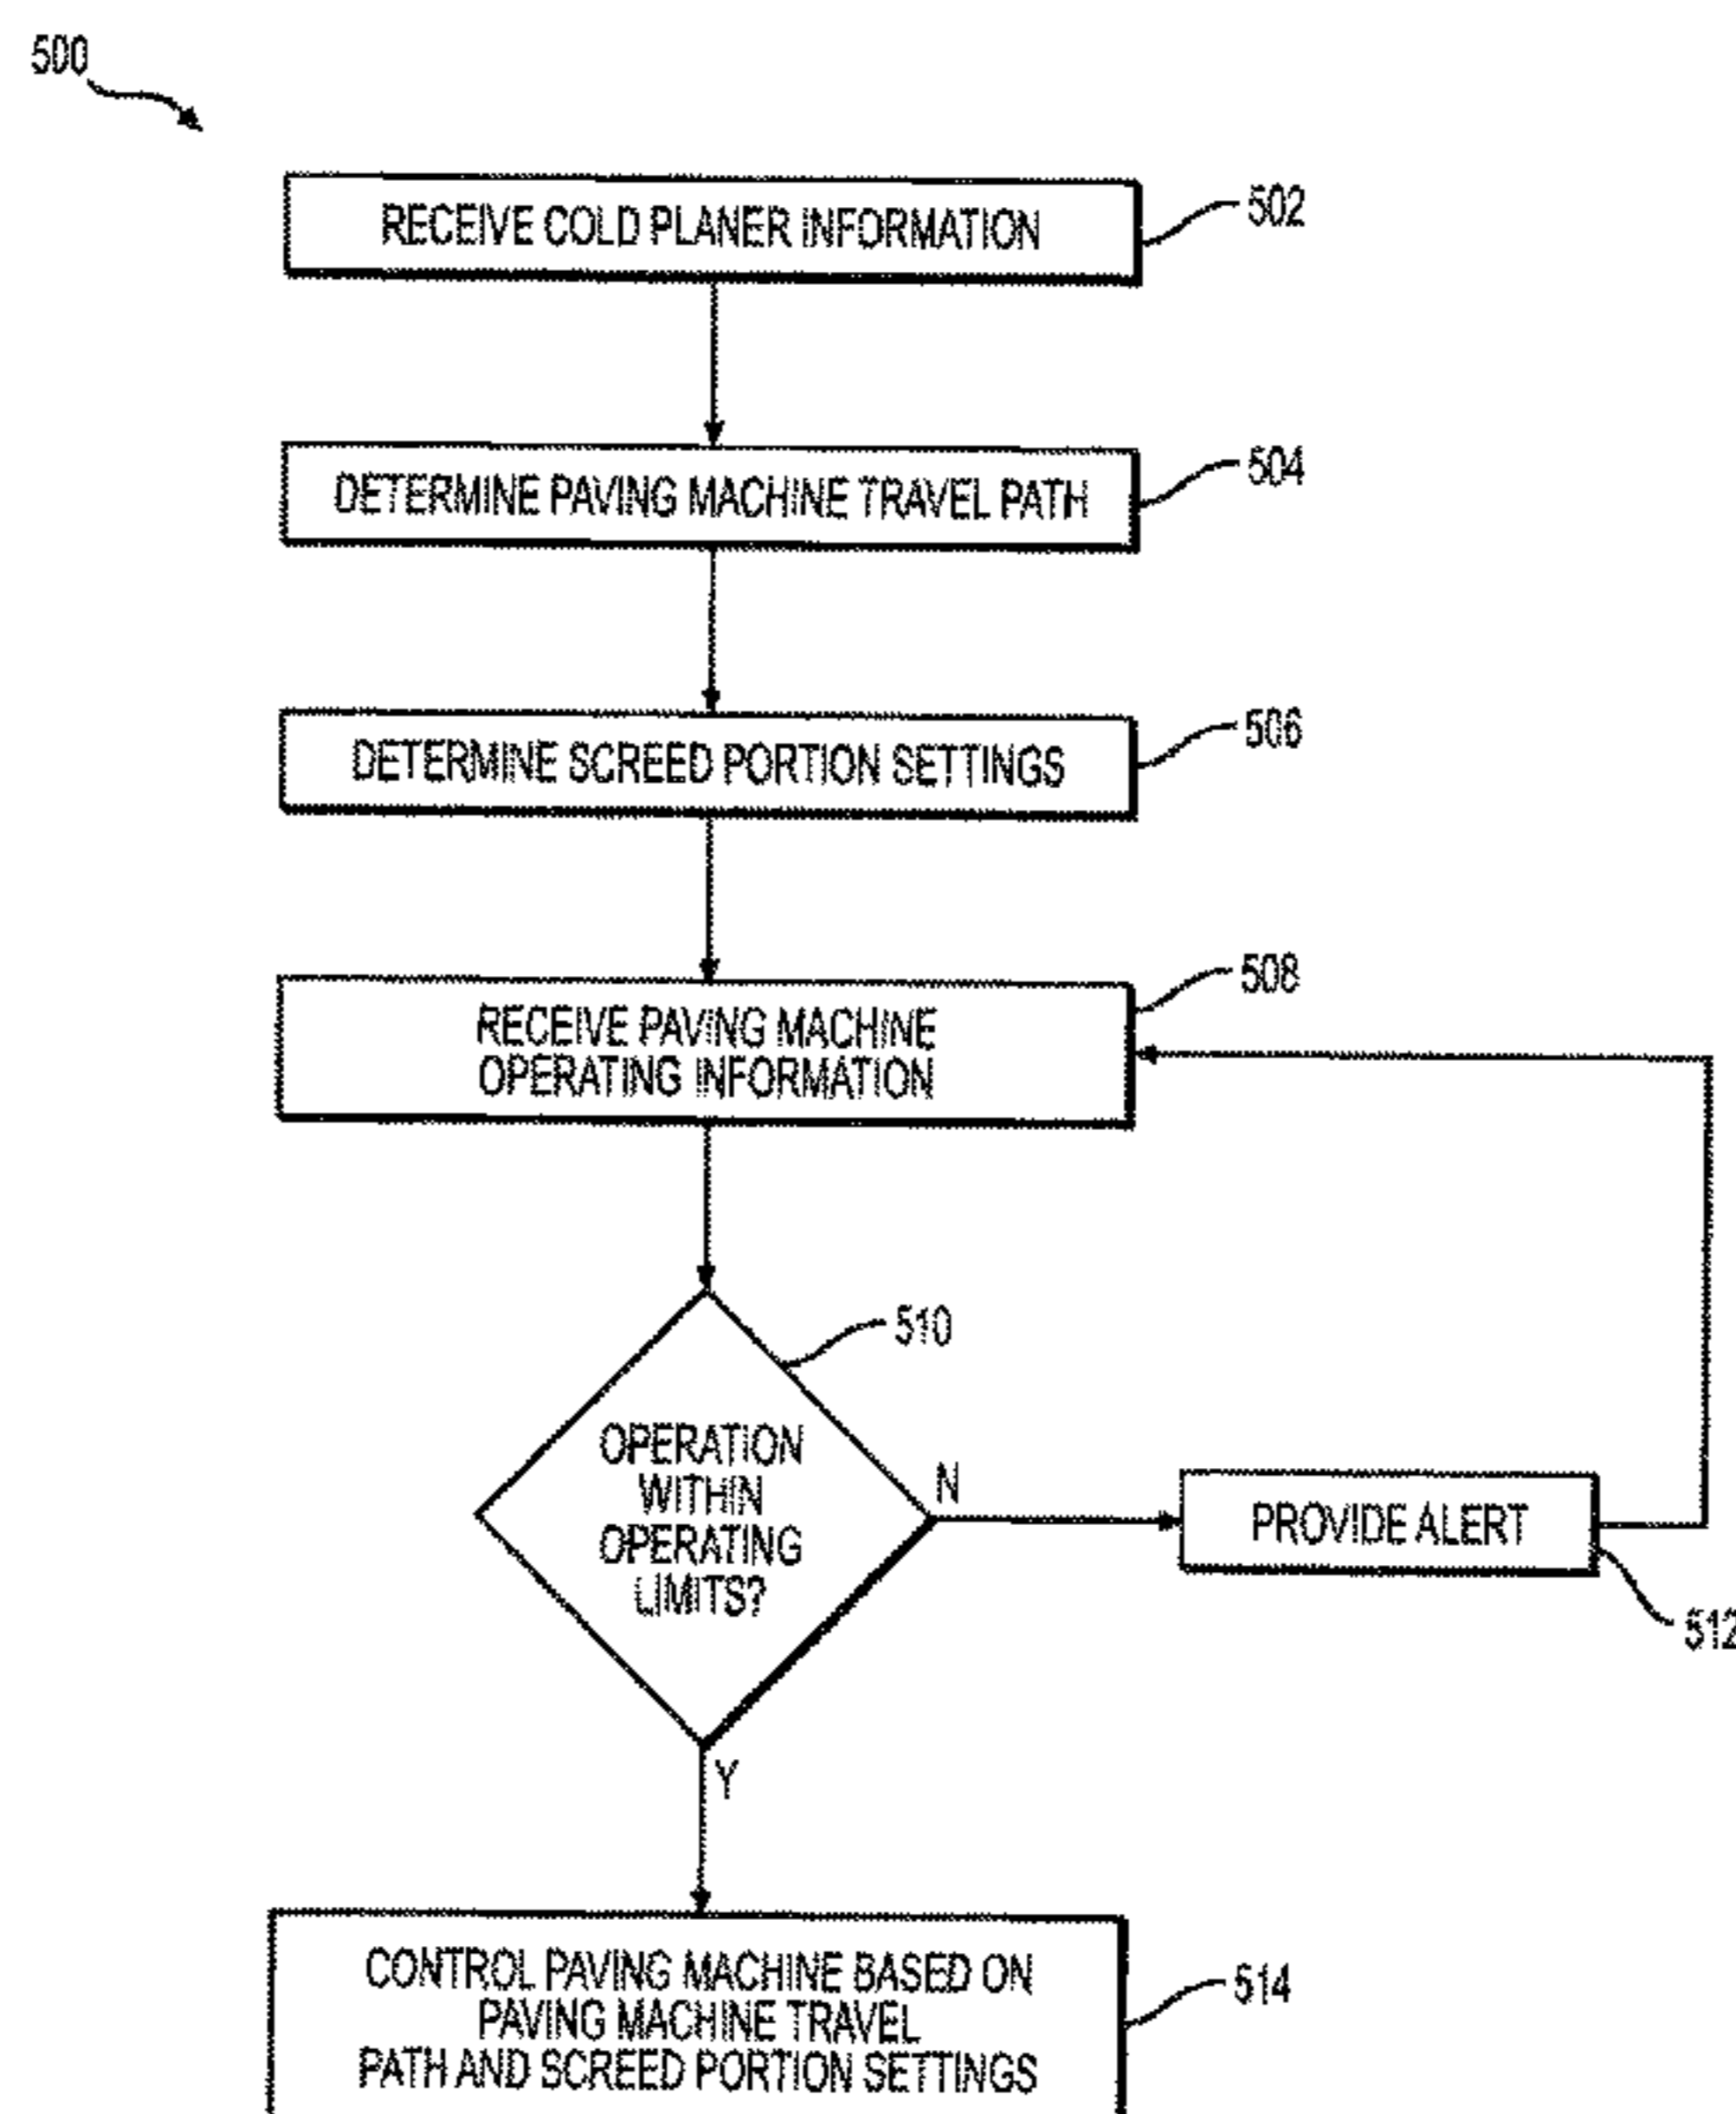 500
RECEIVE COLD PLANER INFORMATION
502
DETERMINE PAVING MACHINE TRAVEL PATH
504
DETERMINE SCREED PORTION SETTINGS
506
RECEIVE PAVING MACHINE
OPERATING INFORMATION
508
510
OPERATION
WITHIN
OPERATING
LIMITS?
N
PROVIDE ALERT
512
Y
CONTROL PAVING MACHINE BASED ON
PAVING MACHINE TRAVEL
PATH AND SCREED PORTION SETTINGS
514